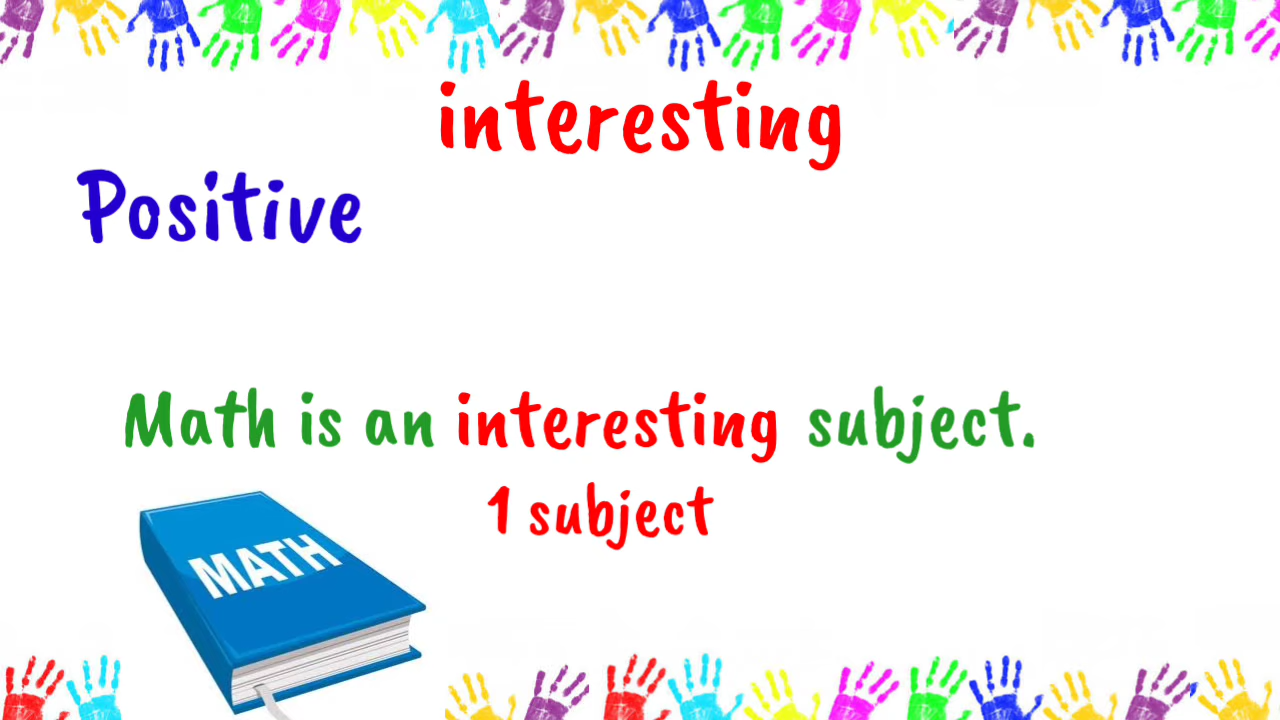 interesting
Positive
Math is an interesting subject.
1 subject
MATH